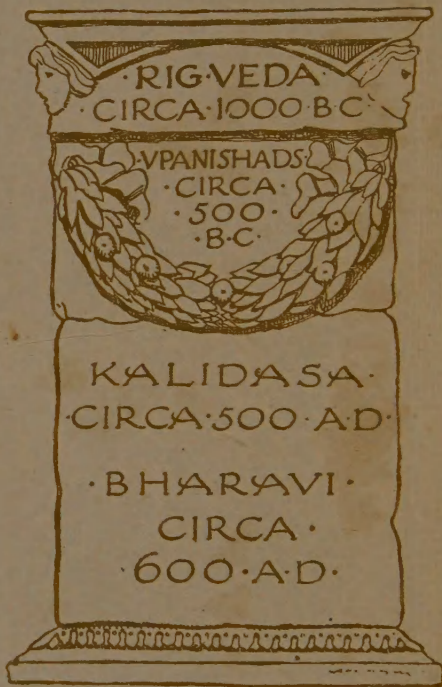 ·RIG·VEDA·
·CIRCA·1000·B·C·
·VPANISHADS·
·CIRCA·
·500·
·B·C·
KALIDASA·
·CIRCA·500·A·D·
·BHARAVI·
CIRCA·
·600·A·D·